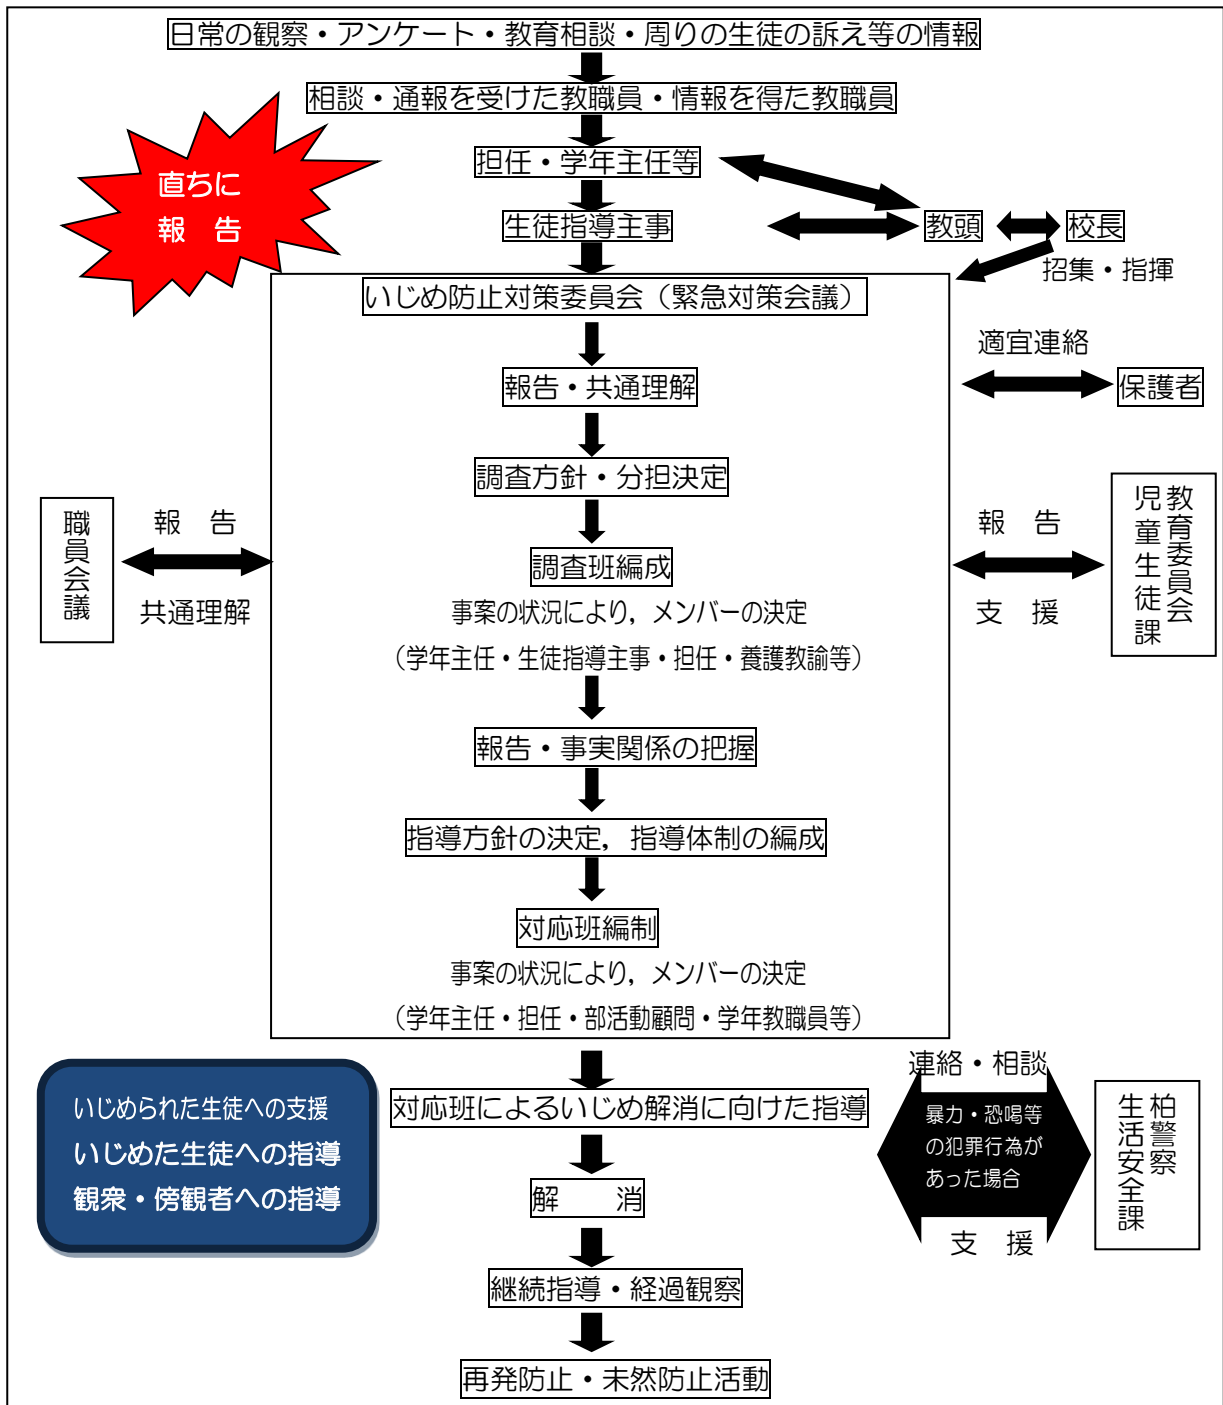 日常の観察・アンケート・教育相談・周りの生徒の訴え等の情報
相談・通報を受けた教職員・情報を得た教職員
直ちに
報　告
担任・学年主任等
生徒指導主事
教頭
校長
招集・指揮
いじめ防止対策委員会（緊急対策会議）
適宜連絡
保護者
報告・共通理解
調査方針・分担決定
職員会議
報　告
共通理解
調査班編成
事案の状況により，メンバーの決定
（学年主任・生徒指導主事・担任・養護教諭等）
報　告
支　援
教育委員会
児童生徒課
報告・事実関係の把握
指導方針の決定，指導体制の編成
対応班編制
事案の状況により，メンバーの決定
（学年主任・担任・部活動顧問・学年教職員等）
いじめられた生徒への支援
いじめた生徒への指導
観衆・傍観者への指導
対応班によるいじめ解消に向けた指導
連絡・相談
暴力・恐喝等
の犯罪行為が
あった場合
支　援
柏警察
生活安全課
解　　消
継続指導・経過観察
再発防止・未然防止活動